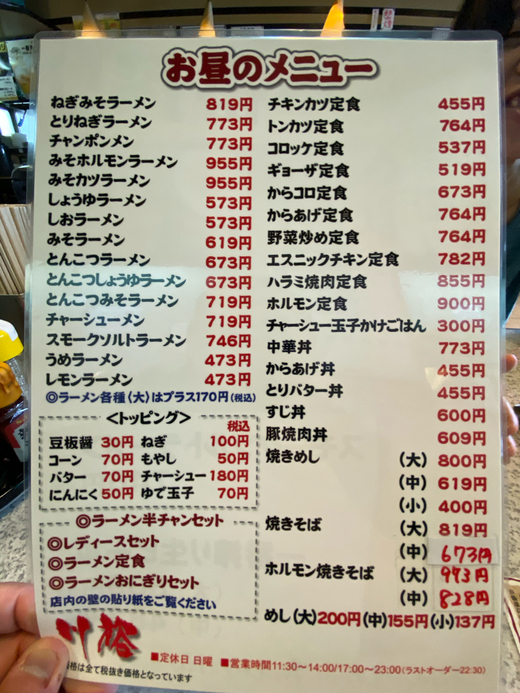 お昼のメニュー
ねぎみそラーメン 819円
とりねぎラーメン 773円
チャンポンメン 773円
みそホルモンラーメン 955円
みそカツラーメン 955円
しょうゆラーメン 573円
しおラーメン 573円
みそラーメン 619円
とんこつラーメン 673円
とんこつしょうゆラーメン 673円
とんこつみそラーメン 719円
チャーシューメン 719円
スモークソルトラーメン 746円
うめラーメン 473円
レモンラーメン 473円
◎ラーメン各種(大)はプラス170円(税込)
<トッピング>
税込
豆板醤 30円 ねぎ 100円
コーン 70円 もやし 50円
バター 70円 チャーシュー 180円
にんにく 50円 ゆで玉子 70円
◎ラーメン半チャンセット
◎レディースセット
◎ラーメン定食
◎ラーメンおにぎりセット
店内の壁の貼り紙をご覧ください
チキンカツ定食 455円
トンカツ定食 764円
コロッケ定食 537円
ギョーザ定食 519円
からコロ定食 673円
からあげ定食 764円
野菜炒め定食 764円
エスニックチキン定食 782円
ハラミ焼肉定食 855円
ホルモン定食 900円
チャーシュー玉子かけごはん 300円
中華丼 773円
からあげ丼 455円
とりバター丼 455円
すじ丼 600円
豚焼肉丼 609円
焼きめし (大) 800円
(中) 619円
(小) 400円
焼きそば (大) 819円
(中) 673円
ホルモン焼きそば (大) 973円
(中) 828円
めし(大)200円(中)155円(小)137円
■定休日 日曜 ■営業時間11:30〜14:00/17:00〜23:00(ラストオーダー22:30)
価格は全て税抜き価格となっています